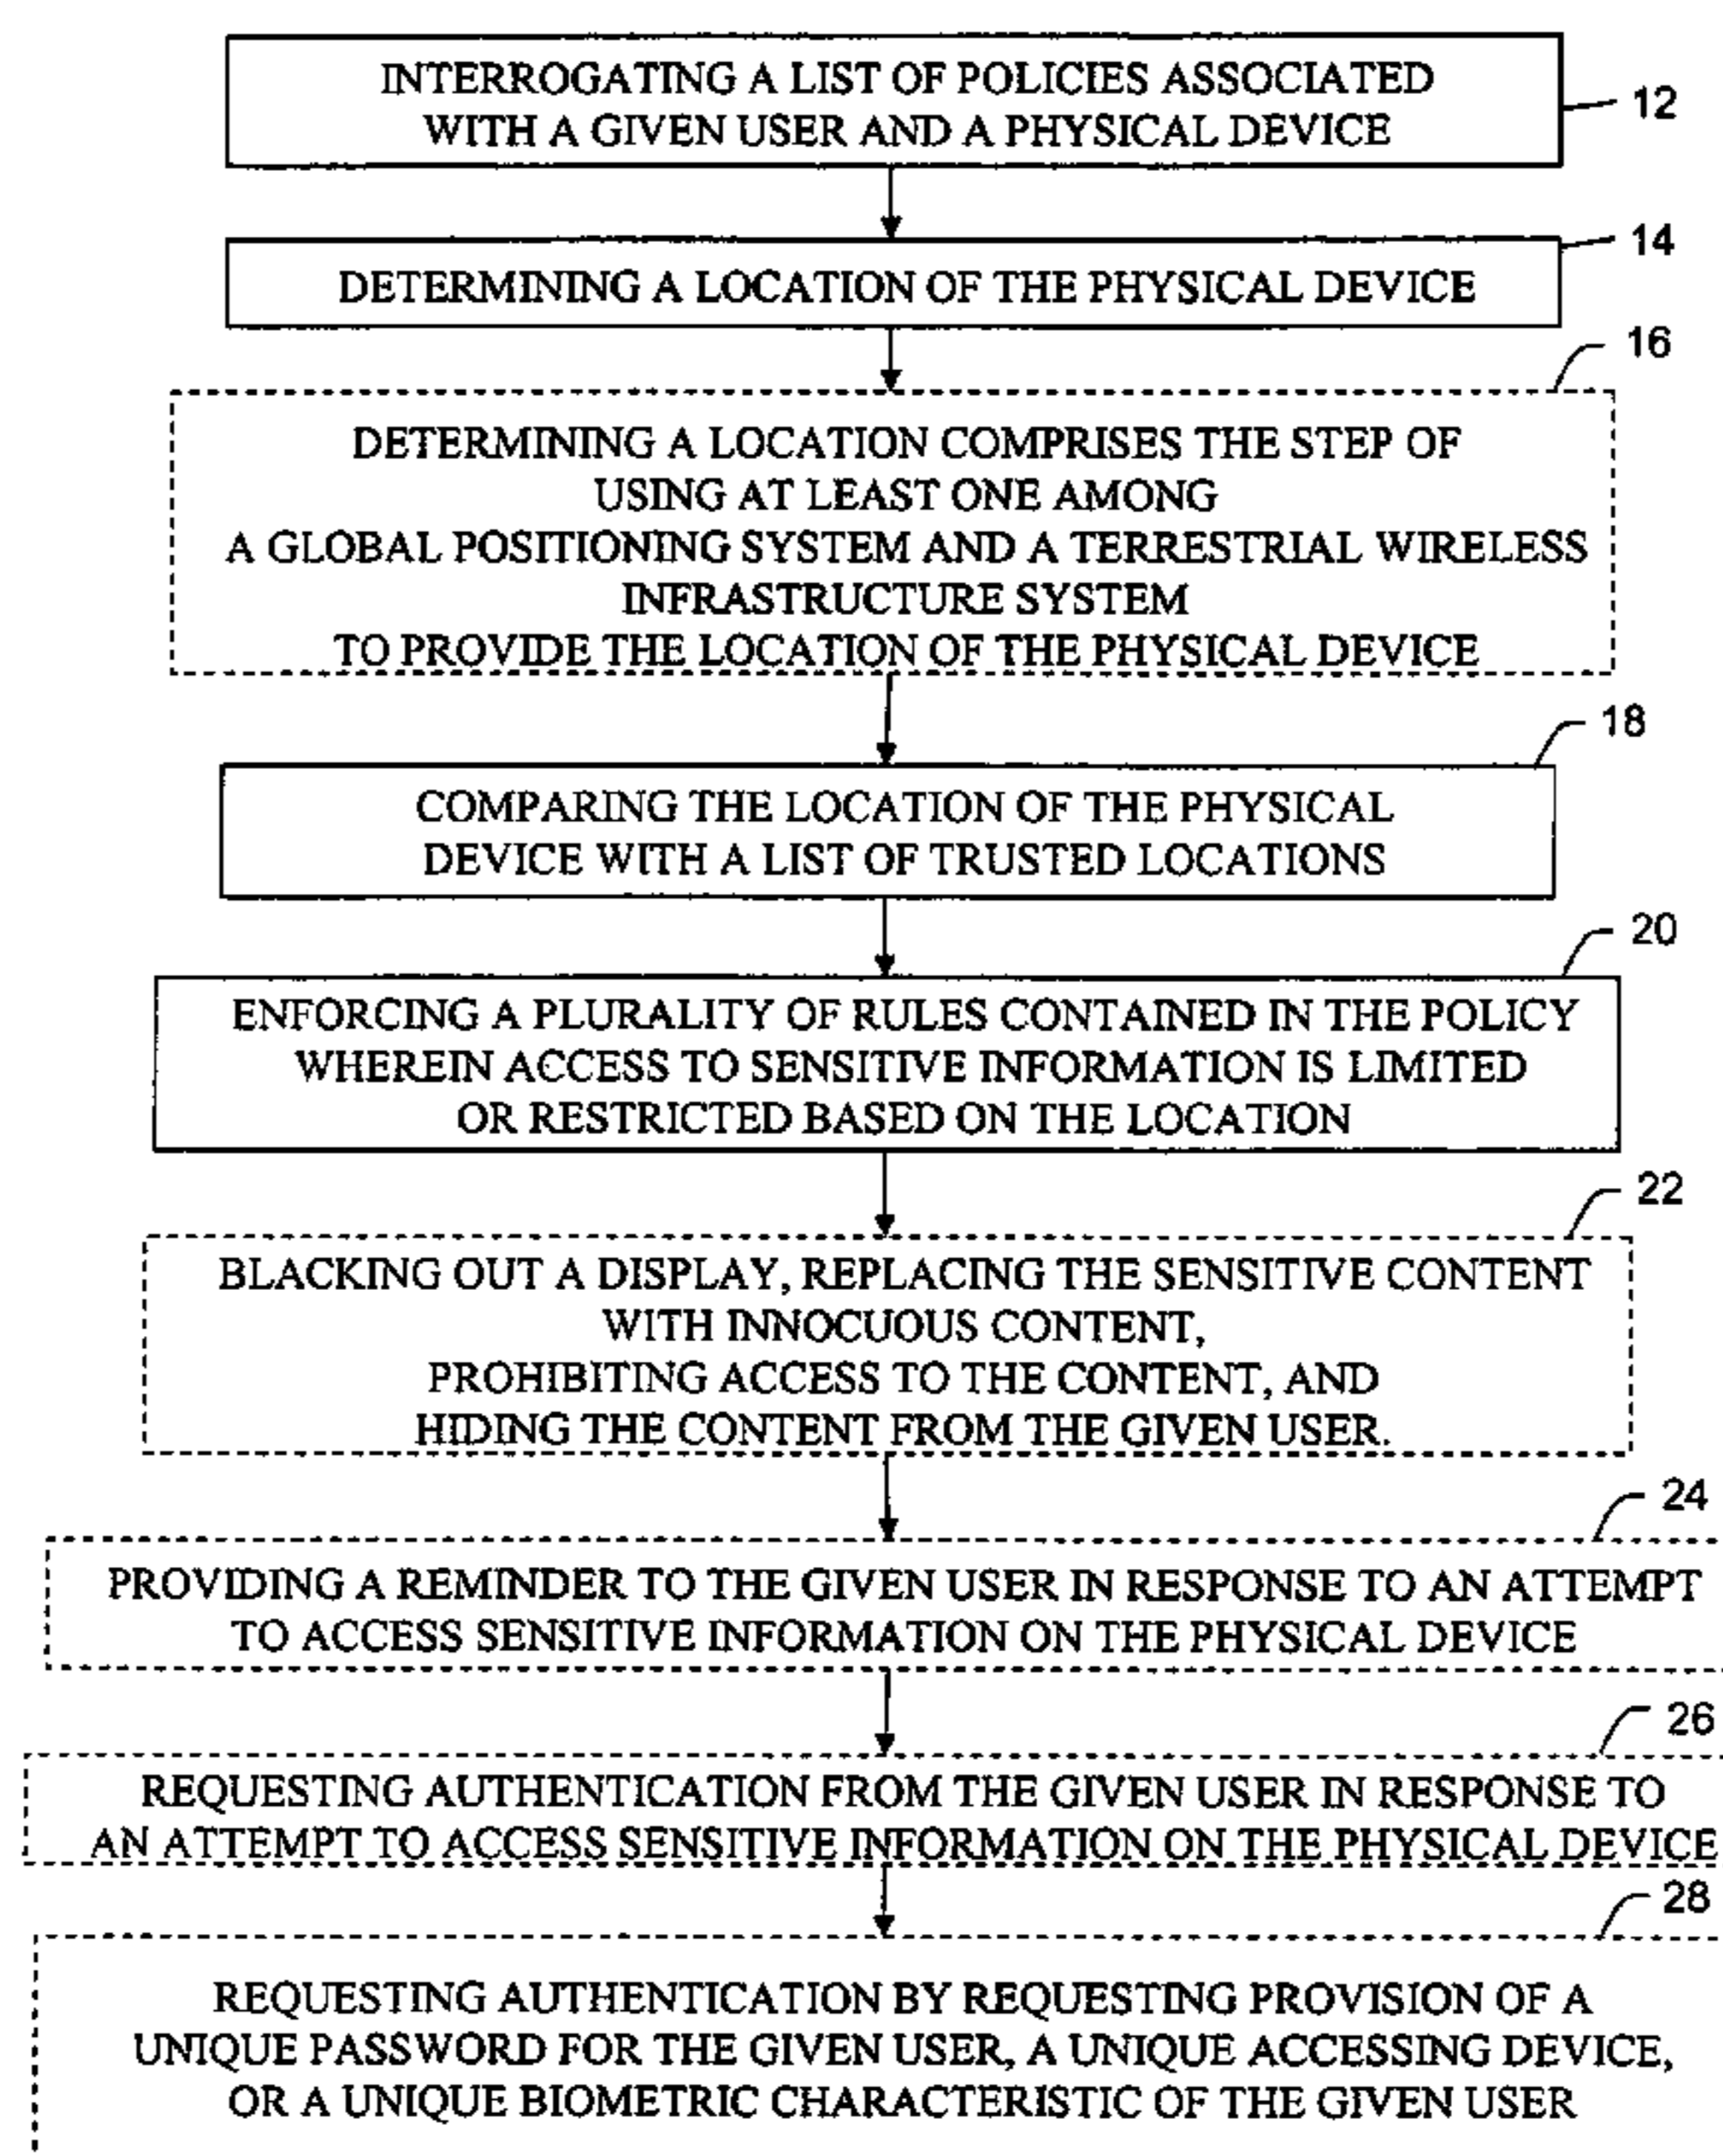 INTERROGATING A LIST OF POLICIES ASSOCIATED
WITH A GIVEN USER AND A PHYSICAL DEVICE
12
14
DETERMINING A LOCATION OF THE PHYSICAL DEVICE
16
DETERMINING A LOCATION COMPRISES THE STEP OF
USING AT LEAST ONE AMONG
A GLOBAL POSITIONING SYSTEM AND A TERRESTRIAL WIRELESS
INFRASTRUCTURE SYSTEM
TO PROVIDE THE LOCATION OF THE PHYSICAL DEVICE
18
COMPARING THE LOCATION OF THE PHYSICAL
DEVICE WITH A LIST OF TRUSTED LOCATIONS
20
ENFORCING A PLURALITY OF RULES CONTAINED IN THE POLICY
WHEREIN ACCESS TO SENSITIVE INFORMATION IS LIMITED
OR RESTRICTED BASED ON THE LOCATION
22
BLACKING OUT A DISPLAY, REPLACING THE SENSITIVE CONTENT
WITH INNOCUOUS CONTENT,
PROHIBITING ACCESS TO THE CONTENT, AND
HIDING THE CONTENT FROM THE GIVEN USER.
24
PROVIDING A REMINDER TO THE GIVEN USER IN RESPONSE TO AN ATTEMPT
TO ACCESS SENSITIVE INFORMATION ON THE PHYSICAL DEVICE
26
REQUESTING AUTHENTICATION FROM THE GIVEN USER IN RESPONSE TO
AN ATTEMPT TO ACCESS SENSITIVE INFORMATION ON THE PHYSICAL DEVICE
28
REQUESTING AUTHENTICATION BY REQUESTING PROVISION OF A
UNIQUE PASSWORD FOR THE GIVEN USER, A UNIQUE ACCESSING DEVICE,
OR A UNIQUE BIOMETRIC CHARACTERISTIC OF THE GIVEN USER